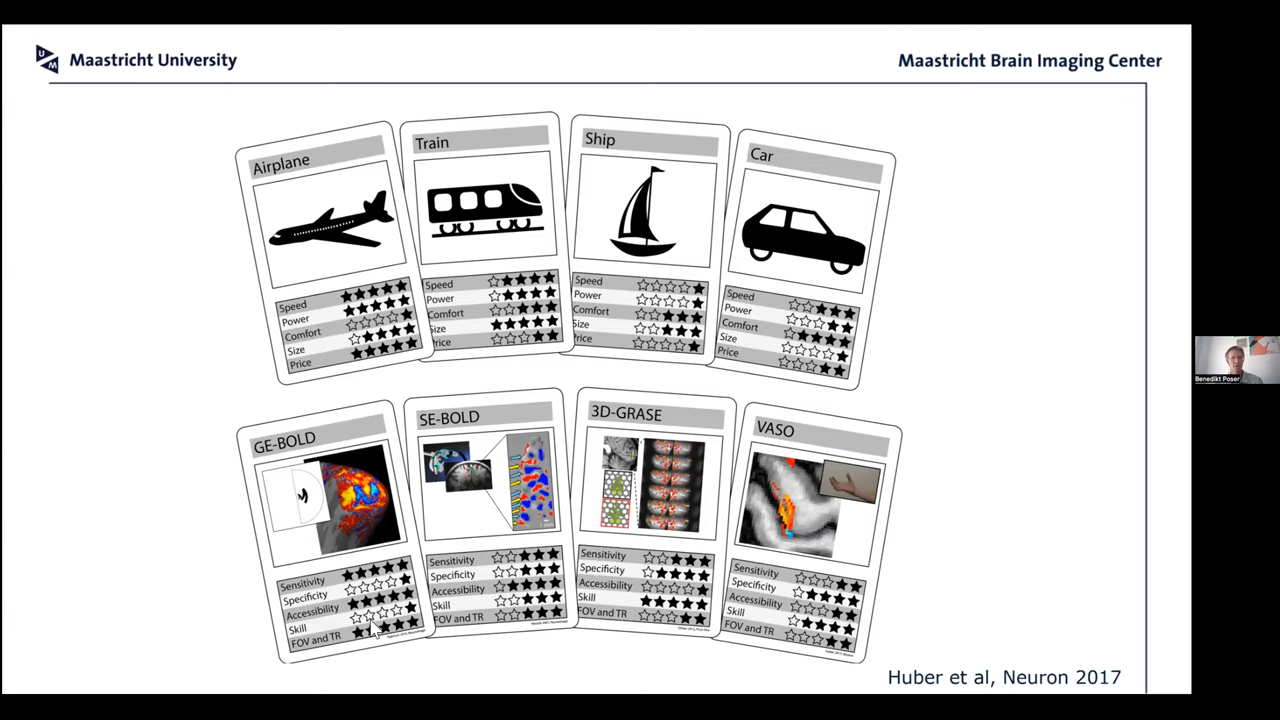 Maastricht University
Maastricht Brain Imaging Center
Airplane
Speed
Power
Comfort
Size
Price
Train
Speed
Power
Comfort
Size
Price
Ship
Speed
Power
Comfort
Size
Price
Car
Speed
Power
Comfort
Size
Price
GE-BOLD
Sensitivity
Specificity
Accessibility
Skill
FOV and TR
SE-BOLD
Sensitivity
Specificity
Accessibility
Skill
FOV and TR
3D-GRASE
Sensitivity
Specificity
Accessibility
Skill
FOV and TR
VASO
Sensitivity
Specificity
Accessibility
Skill
FOV and TR
Huber et al, Neuron 2017
Benedikt Poser